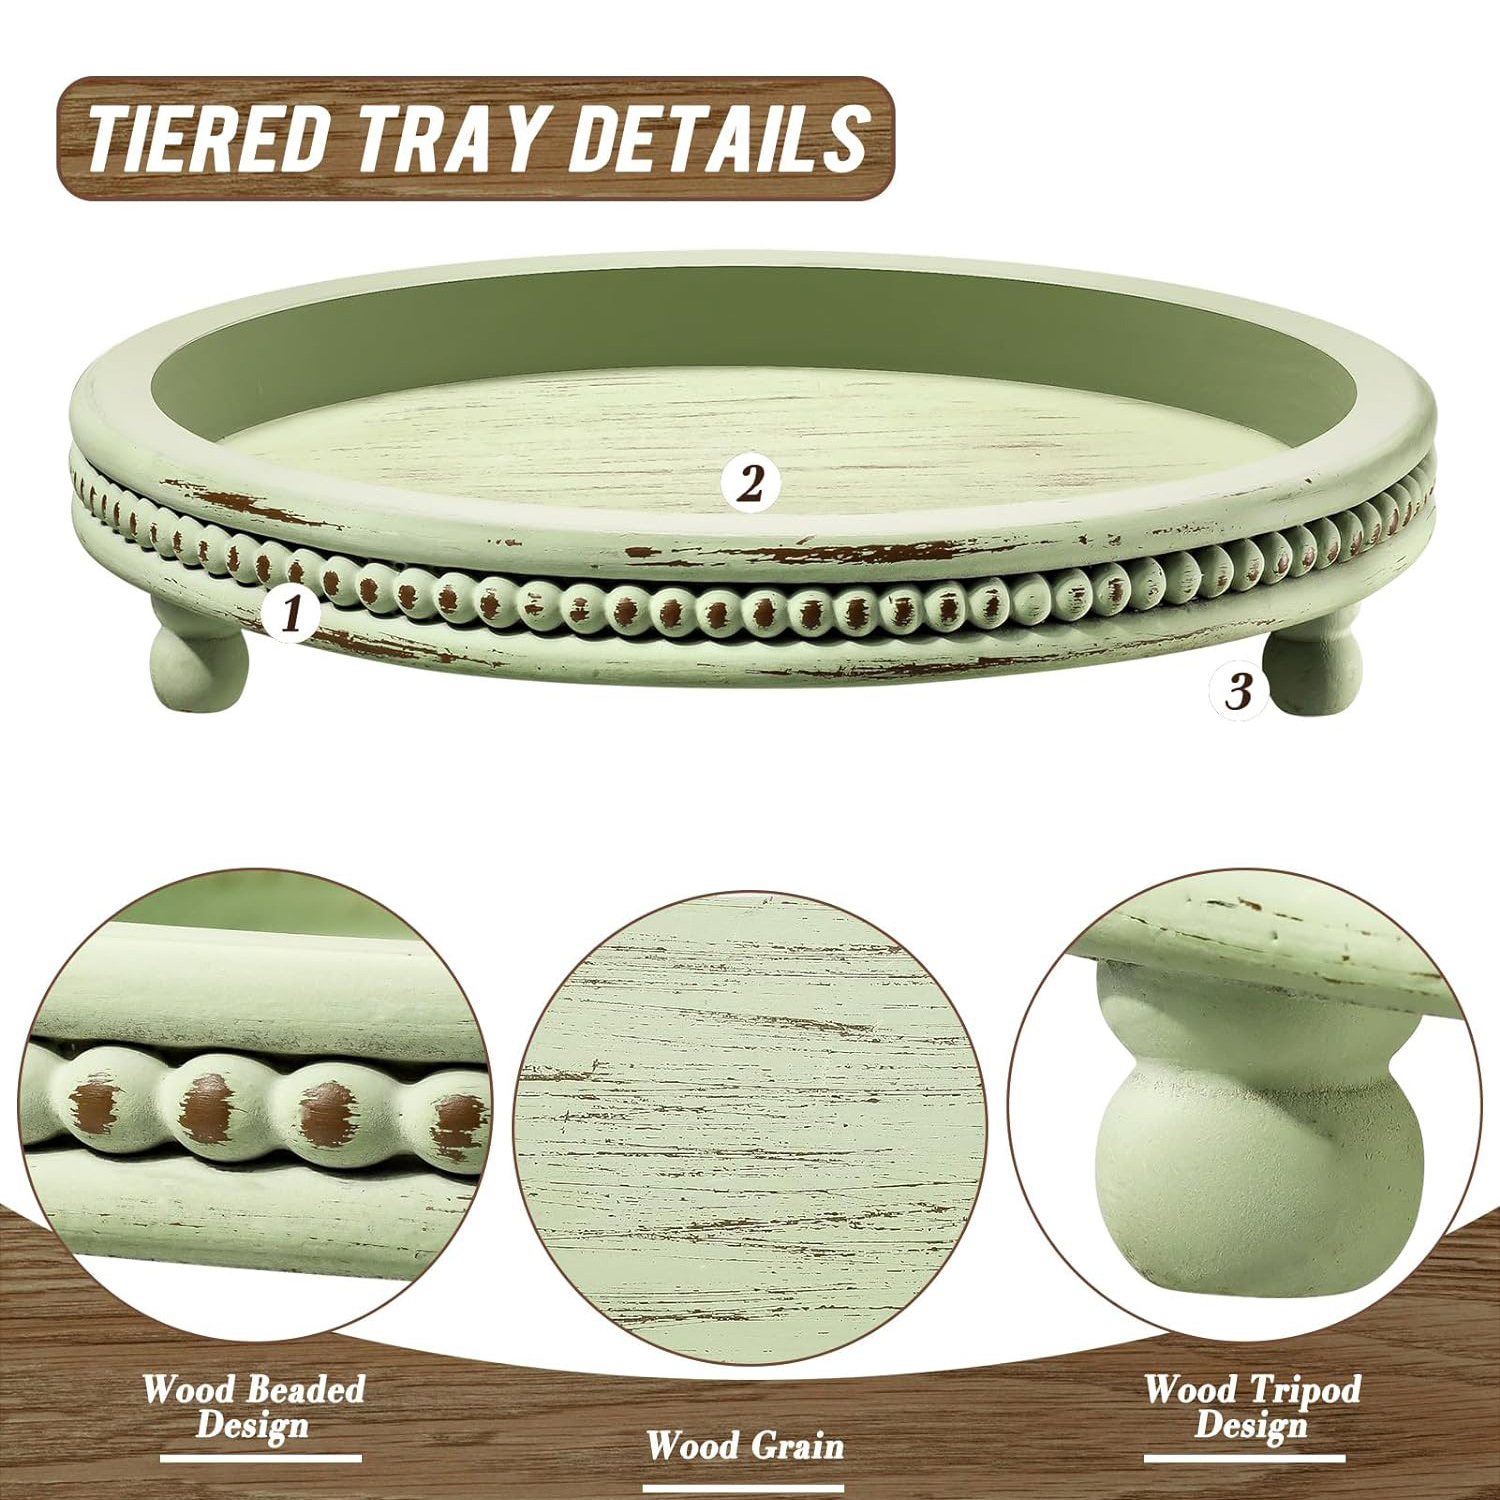 TIERED TRAY DETAILS
2
1
3
Wood Beaded
Design
Wood Grain
Wood Tripod
Design